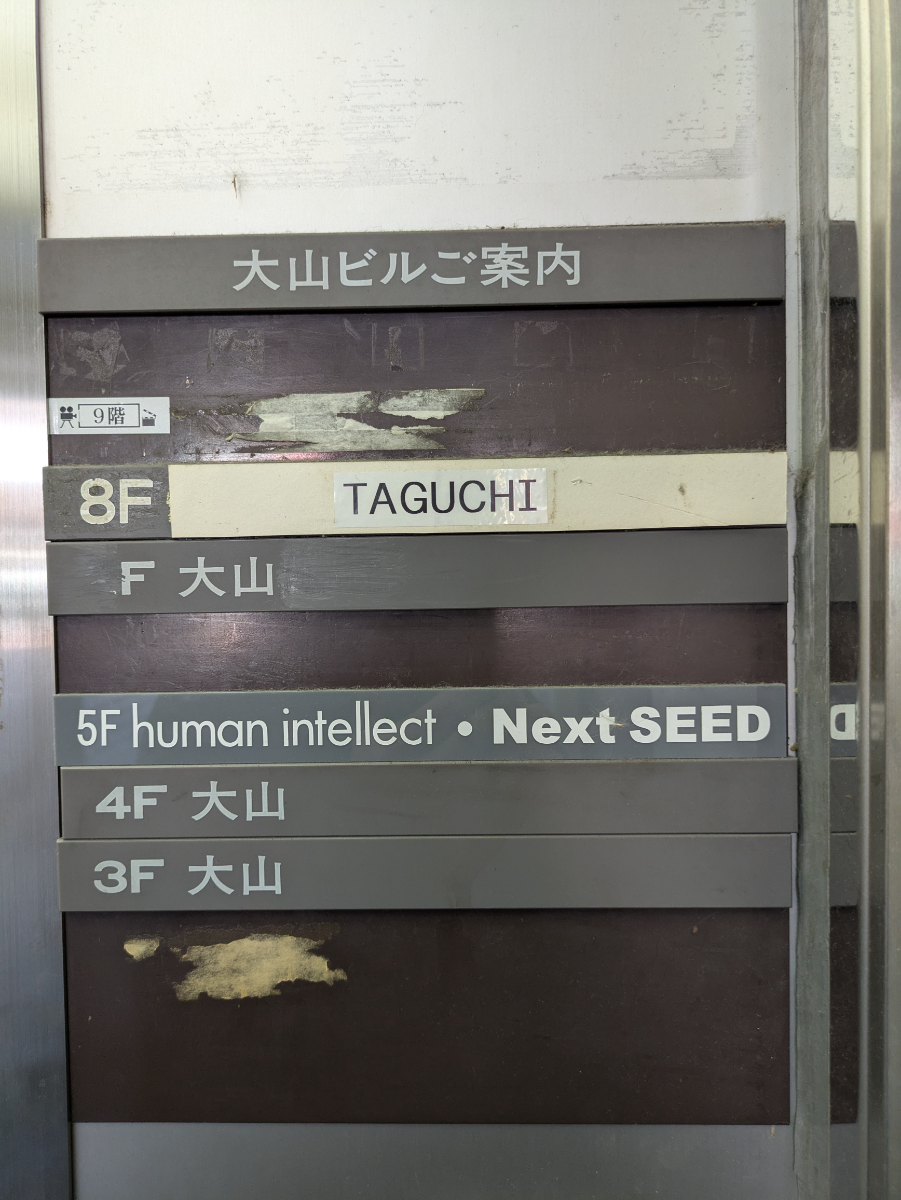 大山ビルご案内
9階
8F TAGUCHI
F 大山
5F human intellect・Next SEED
4F 大山
3F 大山